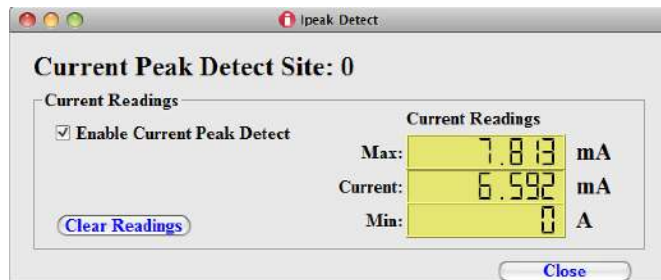 Ipeak Detect
Current Peak Detect Site: 0
Current Readings
Current Readings
Enable Current Peak Detect
Max: 7.813 mA
Current: 6.592 mA
Clear Readings
Min: 0 A
Close